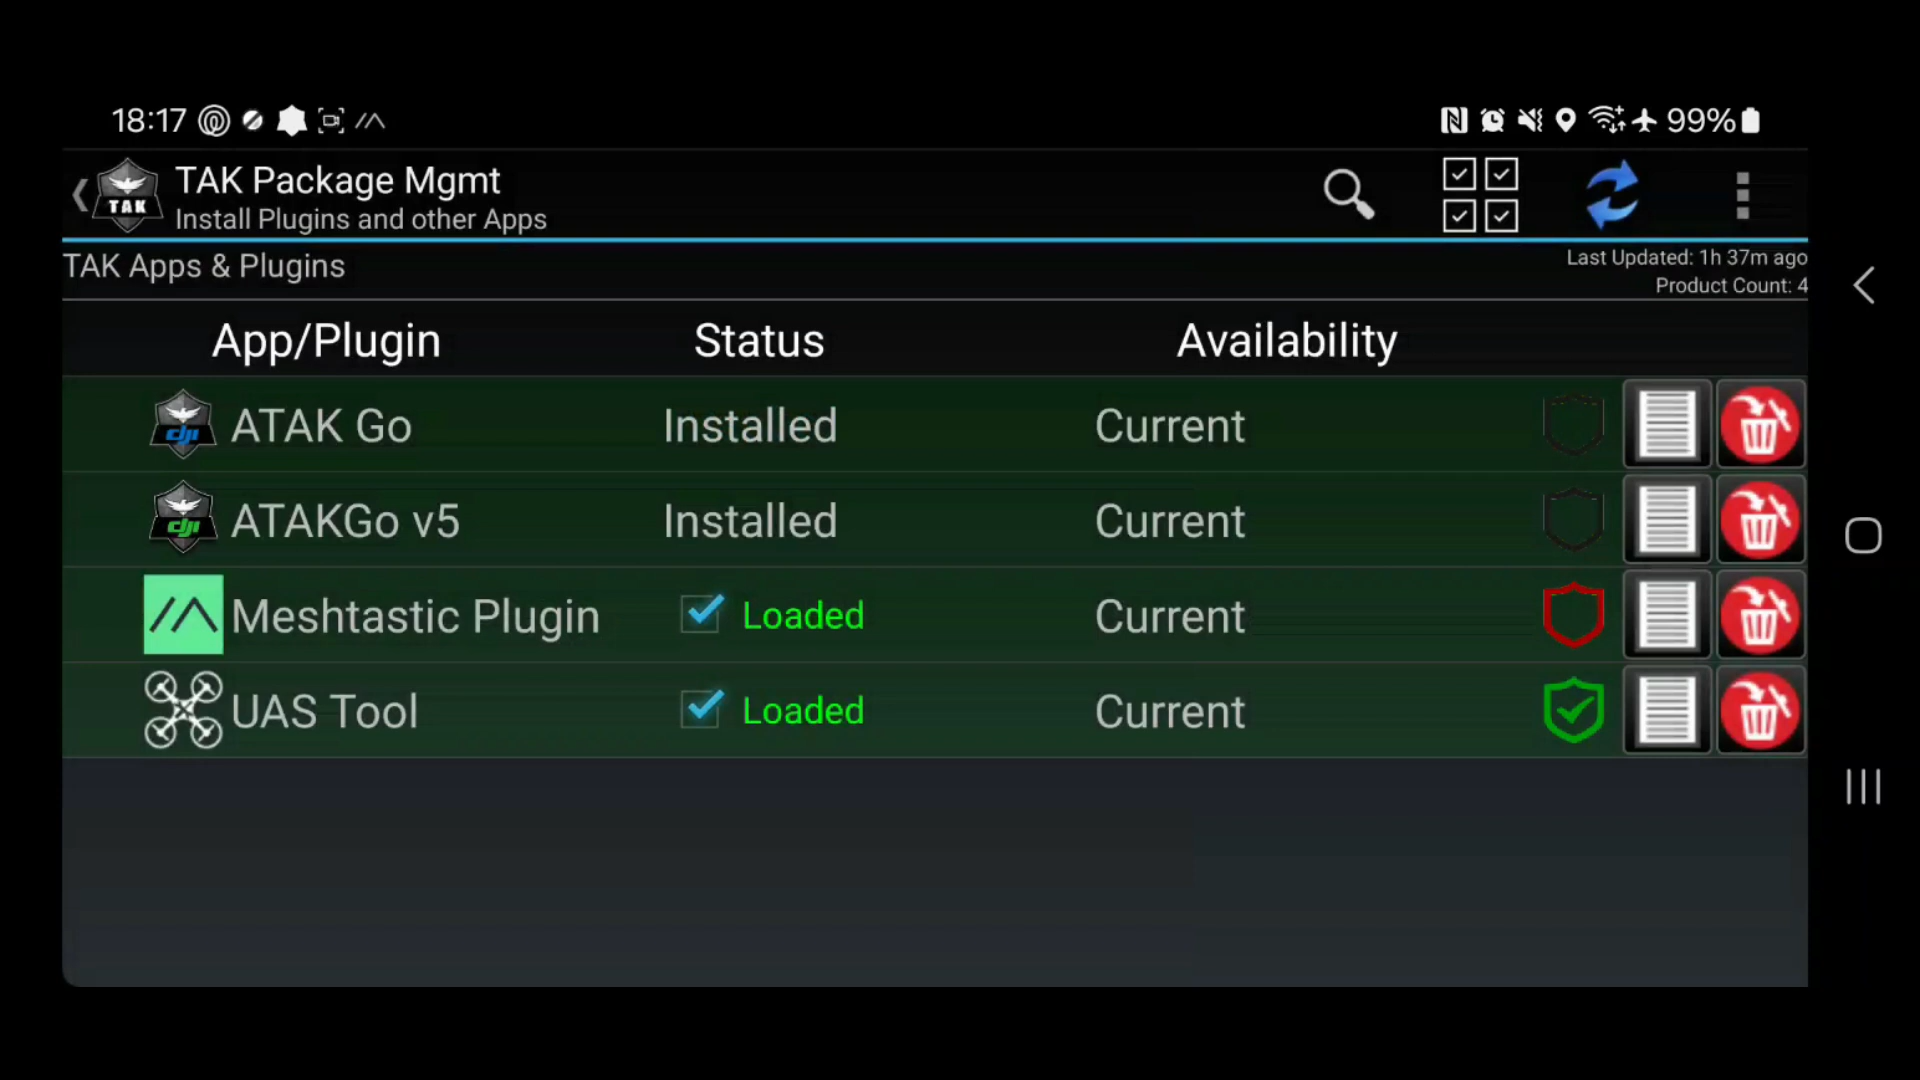 18:17
99%
TAK
TAK Package Mgmt
Install Plugins and other Apps
TAK Apps & Plugins
Last Updated: 1h 37m ago
Product Count: 4
App/Plugin Status Availability
dji ATAK Go Installed Current
dji ATAKGo v5 Installed Current
Meshtastic Plugin Loaded Current
UAS Tool Loaded Current